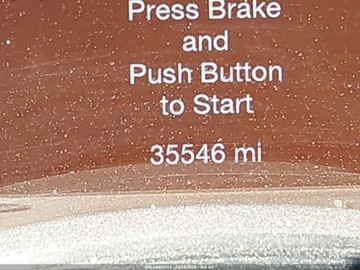 Press Brake
and
Push Button
to Start
35546 mi